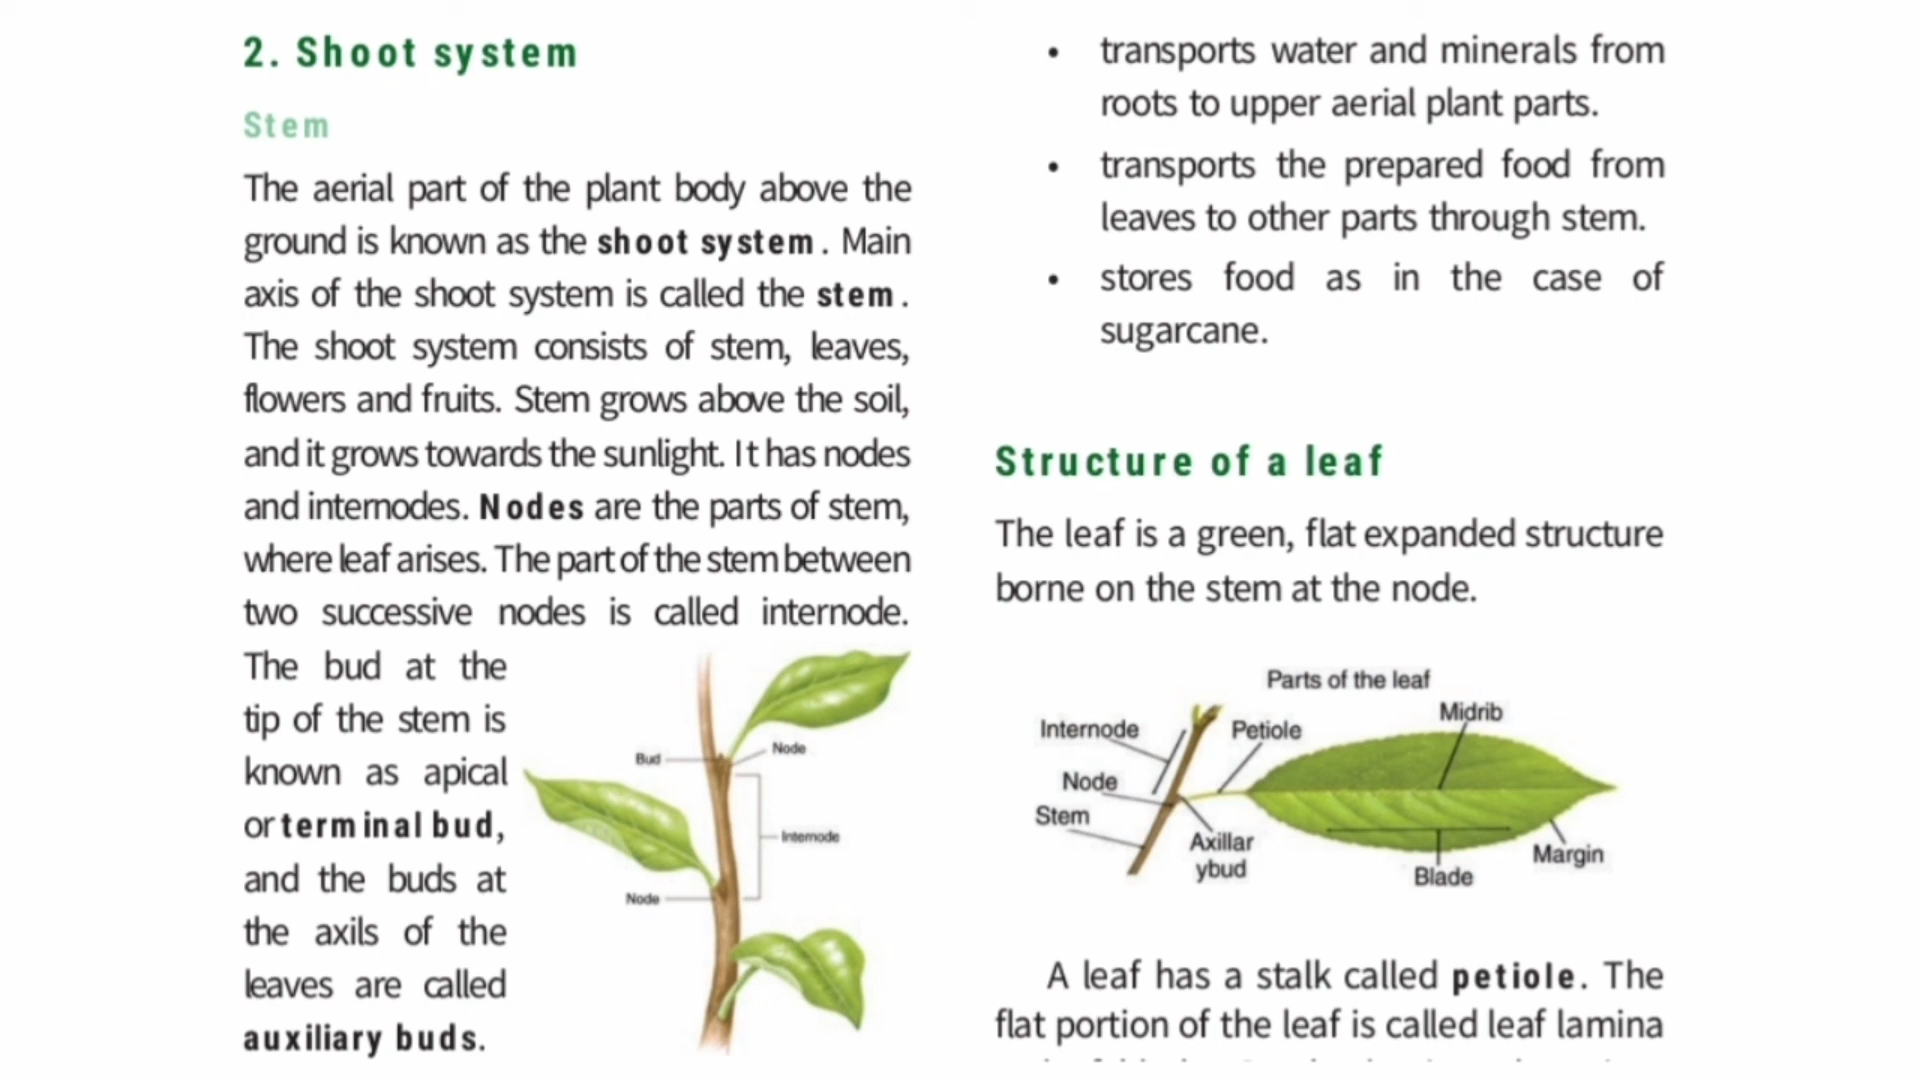 2. Shoot system
Stem
The aerial part of the plant body above the
ground is known as the shoot system. Main
axis of the shoot system is called the stem.
The shoot system consists of stem, leaves,
flowers and fruits. Stem grows above the soil,
and it grows towards the sunlight. It has nodes
and internodes. Nodes are the parts of stem,
where leaf arises. The part of the stem between
two successive nodes is called internode.
The bud at the
tip of the stem is
known as apical
or terminal bud,
and the buds at
the axils of the
leaves are called
auxiliary buds.
Bud
Node
Internode
Node
• transports water and minerals from
roots to upper aerial plant parts.
• transports the prepared food from
leaves to other parts through stem.
• stores food as in the case of
sugarcane.
Structure of a leaf
The leaf is a green, flat expanded structure
borne on the stem at the node.
Parts of the leaf
Midrib
Internode
Petiole
Node
Stem
Axillar
ybud
Margin
Blade
A leaf has a stalk called petiole. The
flat portion of the leaf is called leaf lamina